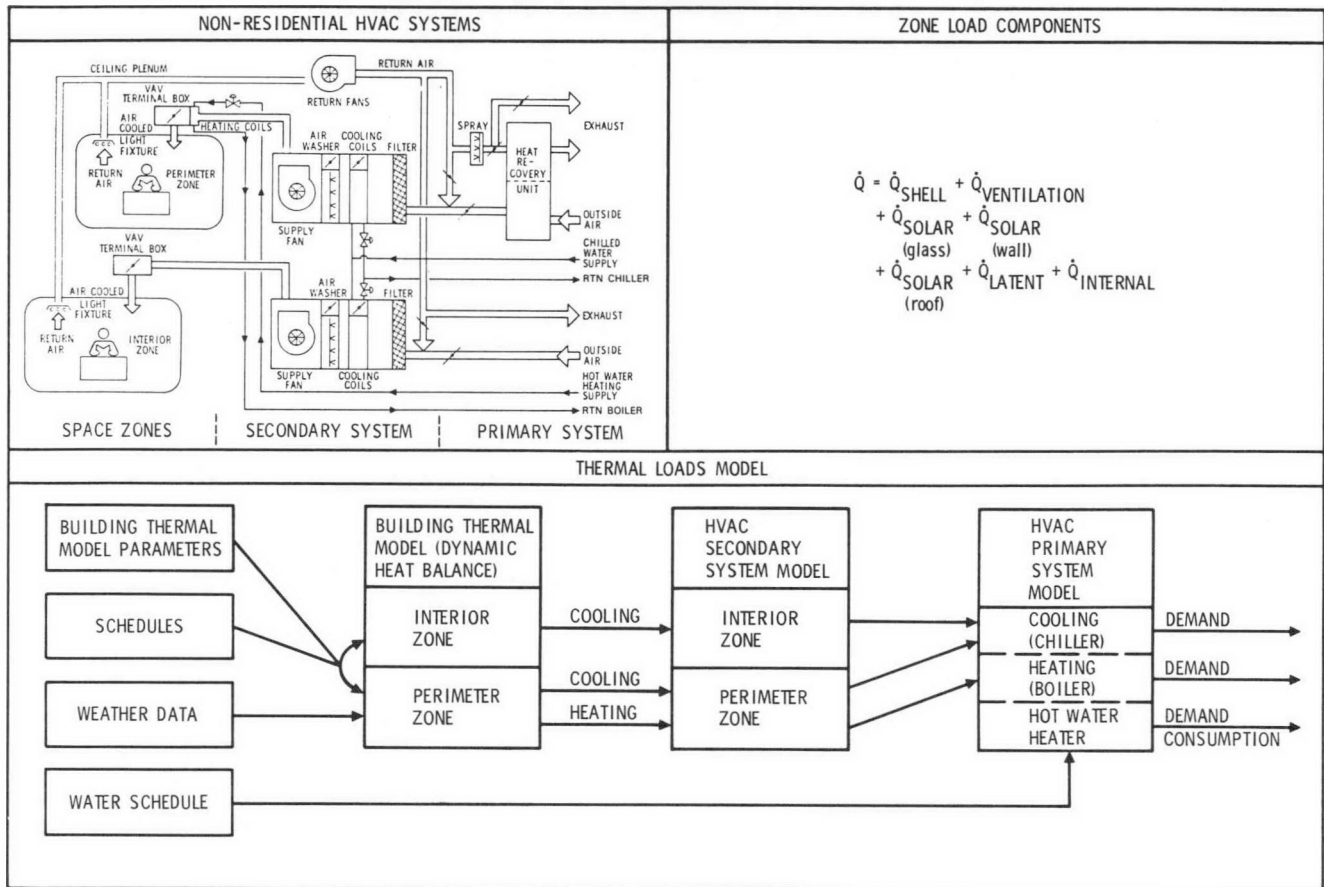 NON-RESIDENTIAL HVAC SYSTEMS
CEILING PLENUM
RETURN AIR
VAV
TERMINAL BOX
RETURN FANS
AIR
COOLED
LIGHT
FIXTURE
HEATING COILS
RETURN
AIR
PERIMETER
ZONE
AIR
WASHER
COOLING
COILS
FILTER
SPRAY
HEAT
RE-
COVERY
UNIT
EXHAUST
SUPPLY
FAN
OUTSIDE
AIR
CHILLED
WATER
SUPPLY
RTN CHILLER
VAV
TERMINAL BOX
AIR COOLED
LIGHT
FIXTURE
RETURN
AIR
INTERIOR
ZONE
AIR
WASHER
FILTER
EXHAUST
OUTSIDE
AIR
SUPPLY
FAN
COOLING
COILS
HOT WATER
HEATING
SUPPLY
RTN BOILER
SPACE ZONES
SECONDARY SYSTEM
PRIMARY SYSTEM
ZONE LOAD COMPONENTS
Q̇ = Q̇SHELL + Q̇VENTILATION
+ Q̇SOLAR + Q̇SOLAR
(glass) (wall)
+ Q̇SOLAR + Q̇LATENT + Q̇INTERNAL
(roof)
THERMAL LOADS MODEL
BUILDING THERMAL
MODEL PARAMETERS
SCHEDULES
WEATHER DATA
WATER SCHEDULE
BUILDING THERMAL
MODEL (DYNAMIC
HEAT BALANCE)
INTERIOR
ZONE
PERIMETER
ZONE
COOLING
COOLING
HEATING
HVAC
SECONDARY
SYSTEM MODEL
INTERIOR
ZONE
PERIMETER
ZONE
HVAC
PRIMARY
SYSTEM
MODEL
COOLING
(CHILLER)
HEATING
(BOILER)
HOT WATER
HEATER
DEMAND
DEMAND
DEMAND
CONSUMPTION